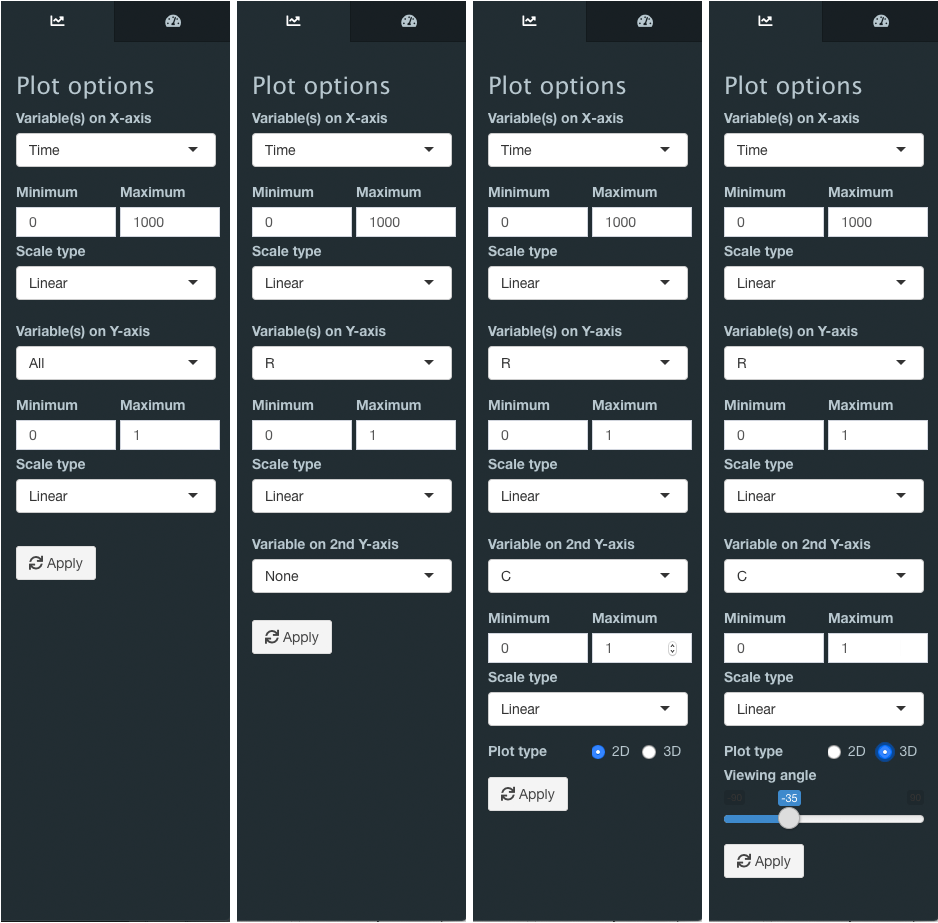 Plot options
Variable(s) on X-axis
Time
Minimum Maximum
0 1000
Scale type
Linear
Variable(s) on Y-axis
All
Minimum Maximum
0 1
Scale type
Linear
Apply
Plot options
Variable(s) on X-axis
Time
Minimum Maximum
0 1000
Scale type
Linear
Variable(s) on Y-axis
R
Minimum Maximum
0 1
Scale type
Linear
Variable on 2nd Y-axis
None
Apply
Plot options
Variable(s) on X-axis
Time
Minimum Maximum
0 1000
Scale type
Linear
Variable(s) on Y-axis
R
Minimum Maximum
0 1
Scale type
Linear
Variable on 2nd Y-axis
C
Minimum Maximum
0 1
Scale type
Linear
Plot type 2D 3D
Apply
Plot options
Variable(s) on X-axis
Time
Minimum Maximum
0 1000
Scale type
Linear
Variable(s) on Y-axis
R
Minimum Maximum
0 1
Scale type
Linear
Variable on 2nd Y-axis
C
Minimum Maximum
0 1
Scale type
Linear
Plot type 2D 3D
Viewing angle
-90 -35 90
Apply